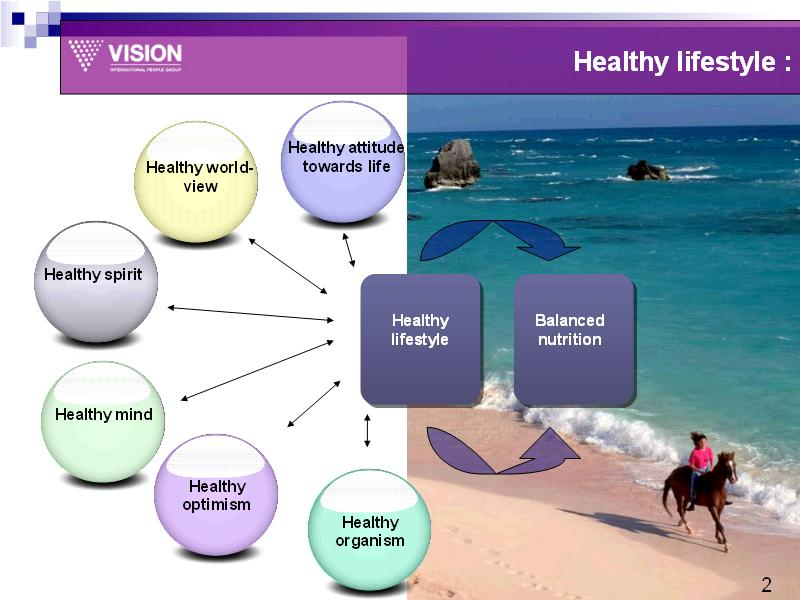 VISION
INTERNATIONAL PEOPLE GROUP
Healthy lifestyle :
Healthy attitude
towards life
Healthy world-
view
Healthy spirit
Healthy
lifestyle
Balanced
nutrition
Healthy mind
Healthy
optimism
Healthy
organism
2